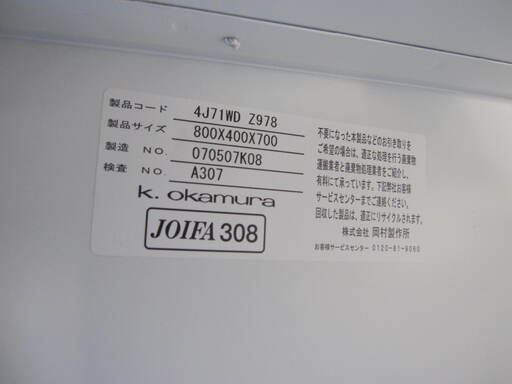 製品コード 4J71WD Z978
製品サイズ 800X400X700
製造 NO. 070507K08
検査 NO. A307
K. okamura
JOIFA 308
不要になった本製品などのお引き取りを
ご希望の場合は、適正な処理を行う廃棄物
運搬業者と廃棄物処理業者をご紹介し、
有料にて承っています。下記弊社お客様
サービスセンターまでご連絡ください。
回収した製品は、適正にリサイクルされます。
株式会社 岡村製作所
お客様サービスセンター 0120-81-9060